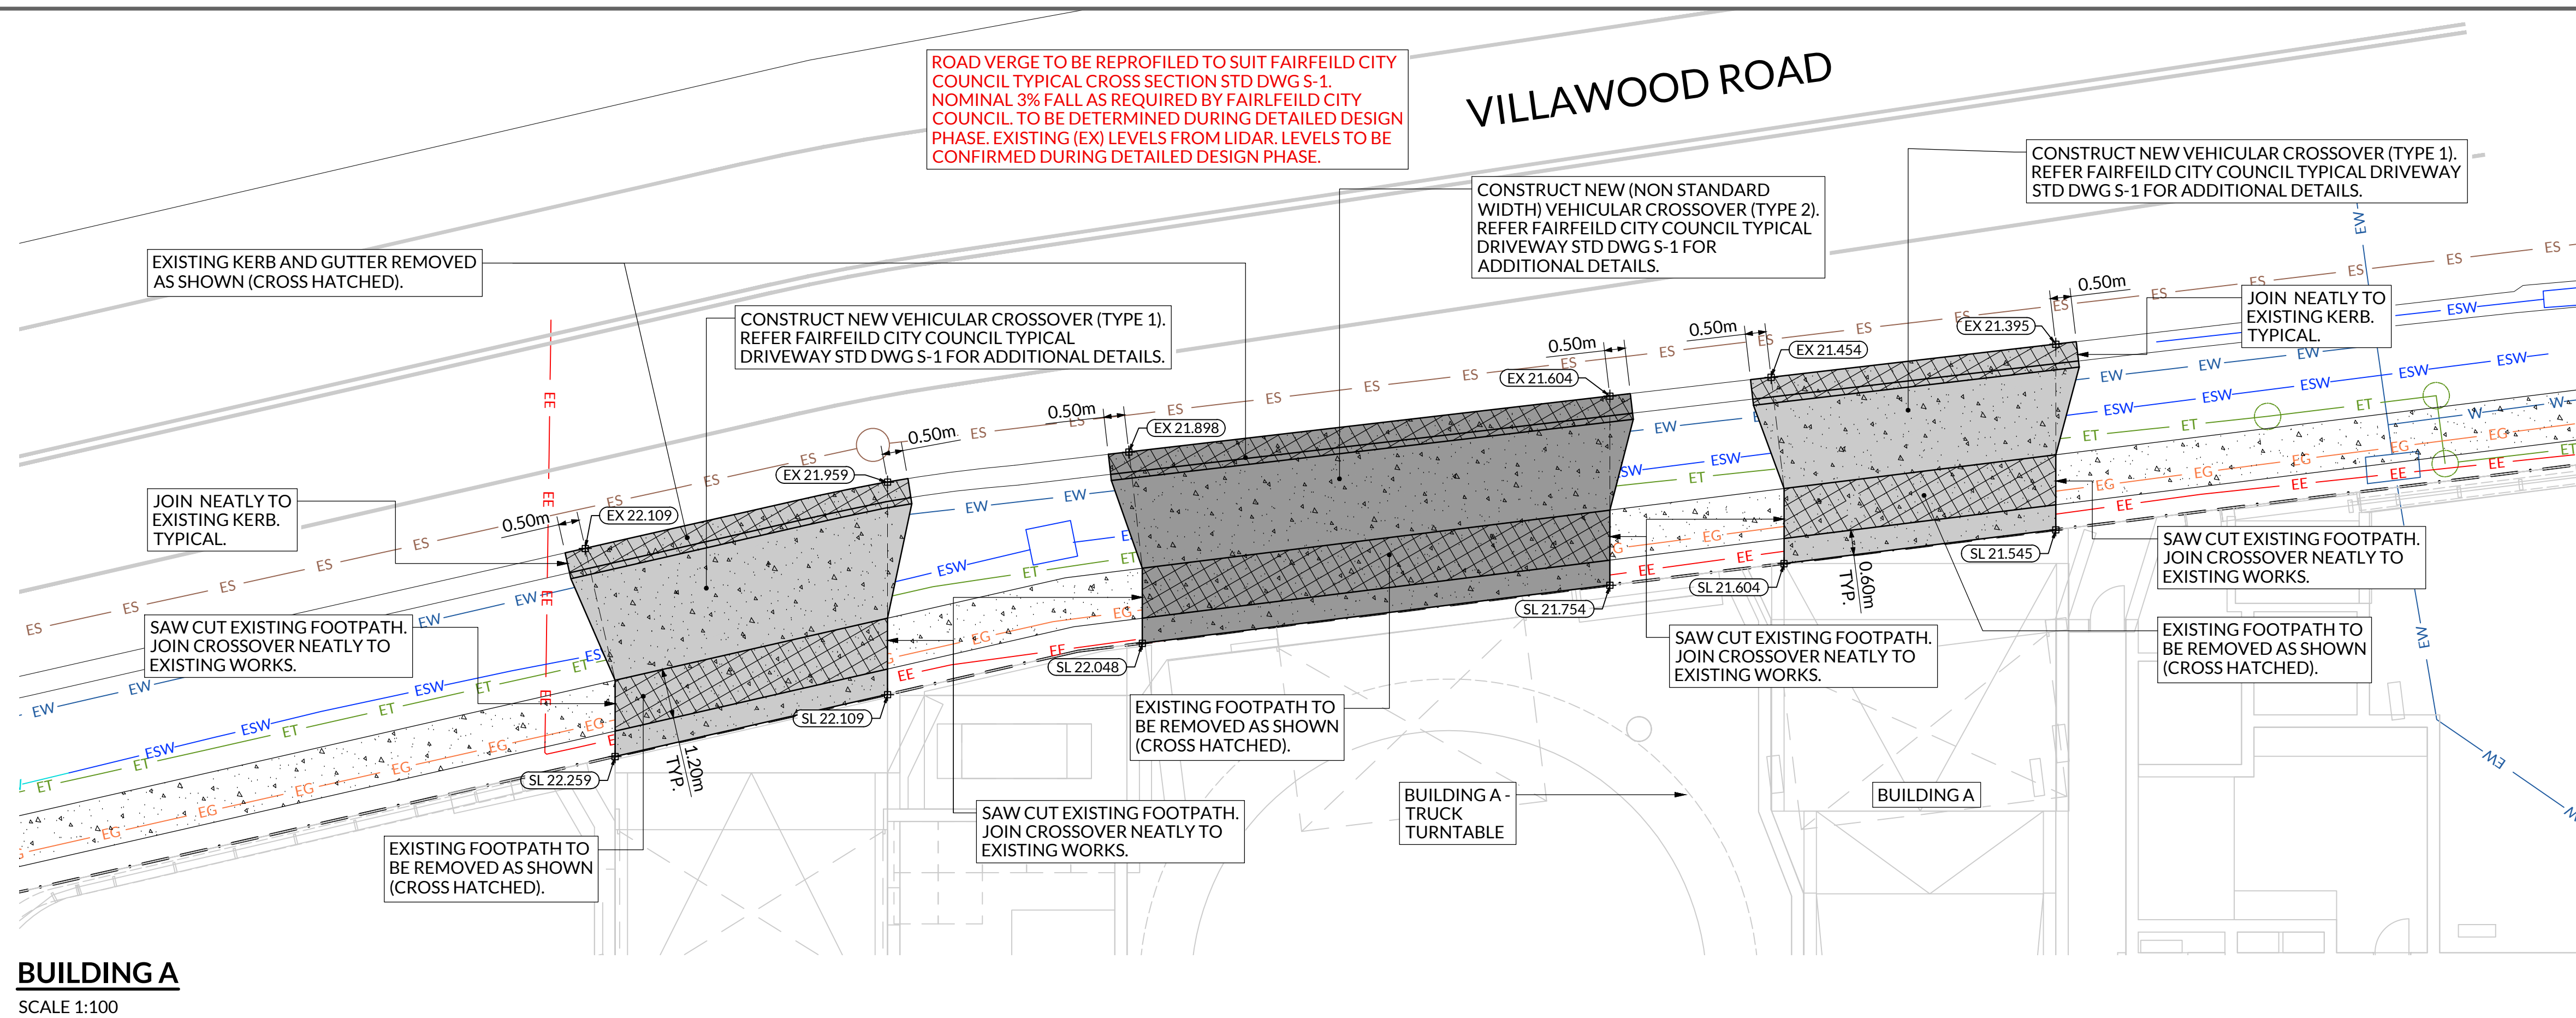 ROAD VERGE TO BE REPROFILED TO SUIT FAIRFEILD CITY
COUNCIL TYPICAL CROSS SECTION STD DWG S-1.
NOMINAL 3% FALL AS REQUIRED BY FAIRLFEILD CITY
COUNCIL. TO BE DETERMINED DURING DETAILED DESIGN
PHASE. EXISTING (EX) LEVELS FROM LIDAR. LEVELS TO BE
CONFIRMED DURING DETAILED DESIGN PHASE.
VILLAWOOD ROAD
CONSTRUCT NEW VEHICULAR CROSSOVER (TYPE 1).
REFER FAIRFEILD CITY COUNCIL TYPICAL DRIVEWAY
STD DWG S-1 FOR ADDITIONAL DETAILS.
CONSTRUCT NEW (NON STANDARD
WIDTH) VEHICULAR CROSSOVER (TYPE 2).
REFER FAIRFEILD CITY COUNCIL TYPICAL
DRIVEWAY STD DWG S-1 FOR
ADDITIONAL DETAILS.
EXISTING KERB AND GUTTER REMOVED
AS SHOWN (CROSS HATCHED).
CONSTRUCT NEW VEHICULAR CROSSOVER (TYPE 1).
REFER FAIRFEILD CITY COUNCIL TYPICAL
DRIVEWAY STD DWG S-1 FOR ADDITIONAL DETAILS.
JOIN NEATLY TO
EXISTING KERB.
TYPICAL.
0.50m
0.50m
0.50m
0.50m
0.50m
0.50m
EX 21.395
EX 21.454
EX 21.604
EX 21.898
EX 21.959
EX 22.109
JOIN NEATLY TO
EXISTING KERB.
TYPICAL.
SAW CUT EXISTING FOOTPATH.
JOIN CROSSOVER NEATLY TO
EXISTING WORKS.
SL 21.545
SL 21.604
SL 21.754
SL 22.048
SL 22.109
SL 22.259
0.60m
TYP.
1.20m
TYP.
SAW CUT EXISTING FOOTPATH.
JOIN CROSSOVER NEATLY TO
EXISTING WORKS.
SAW CUT EXISTING FOOTPATH.
JOIN CROSSOVER NEATLY TO
EXISTING WORKS.
EXISTING FOOTPATH TO
BE REMOVED AS SHOWN
(CROSS HATCHED).
EXISTING FOOTPATH TO
BE REMOVED AS SHOWN
(CROSS HATCHED).
BUILDING A -
TRUCK
TURNTABLE
BUILDING A
SAW CUT EXISTING FOOTPATH.
JOIN CROSSOVER NEATLY TO
EXISTING WORKS.
EXISTING FOOTPATH TO
BE REMOVED AS SHOWN
(CROSS HATCHED).
ES
EW
ESW
ET
EG
EE
W
BUILDING A
SCALE 1:100